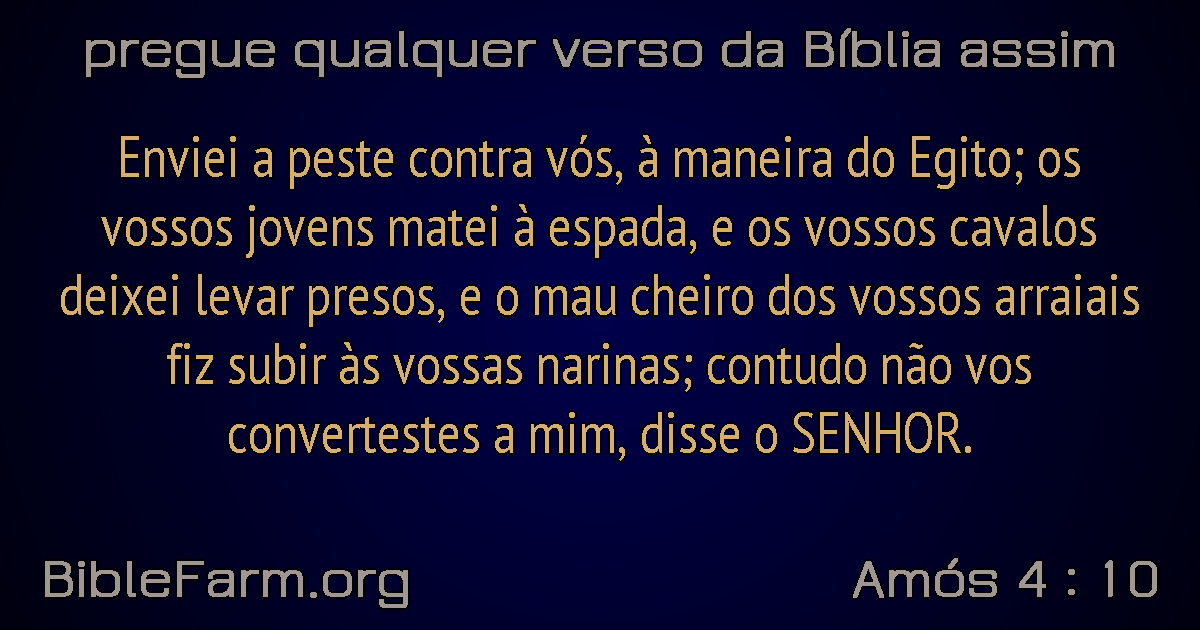 pregue qualquer verso da Bíblia assim
Enviei a peste contra vós, à maneira do Egito; os
vossos jovens matei à espada, e os vossos cavalos
deixei levar presos, e o mau cheiro dos vossos arraiais
fiz subir às vossas narinas; contudo não vos
convertestes a mim, disse o SENHOR.
BibleFarm.org
Amós 4 : 10